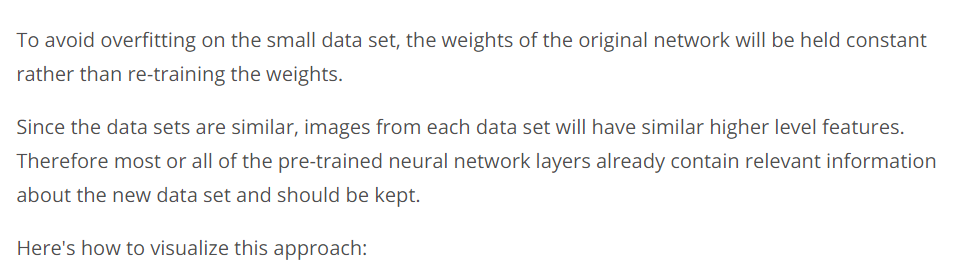 To avoid overfitting on the small data set, the weights of the original network will be held constant
rather than re-training the weights.
Since the data sets are similar, images from each data set will have similar higher level features.
Therefore most or all of the pre-trained neural network layers already contain relevant information
about the new data set and should be kept.
Here's how to visualize this approach: